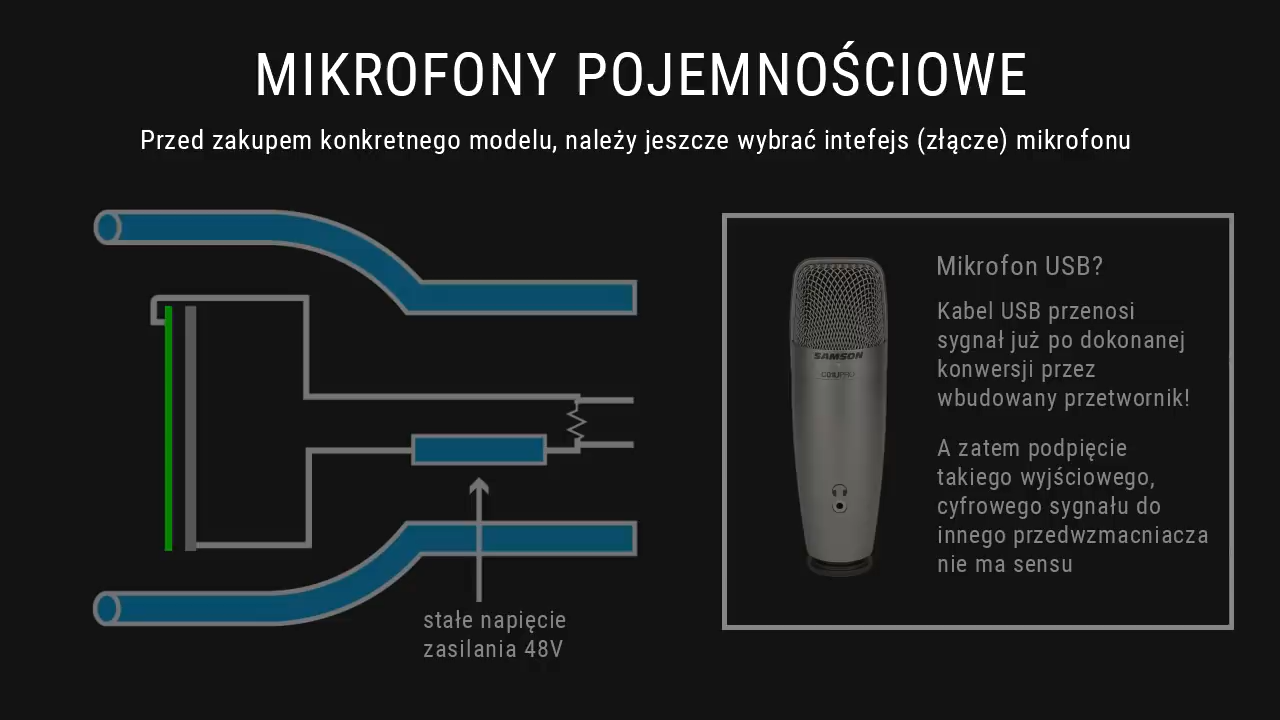 MIKROFONY POJEMNOŚCIOWE
Przed zakupem konkretnego modelu, należy jeszcze wybrać intefejs (złącze) mikrofonu
stałe napięcie
zasilania 48V
SAMSON
C01U PRO
Mikrofon USB?
Kabel USB przenosi
sygnał już po dokonanej
konwersji przez
wbudowany przetwornik!
A zatem podpięcie
takiego wyjściowego,
cyfrowego sygnału do
innego przedwzmacniacza
nie ma sensu